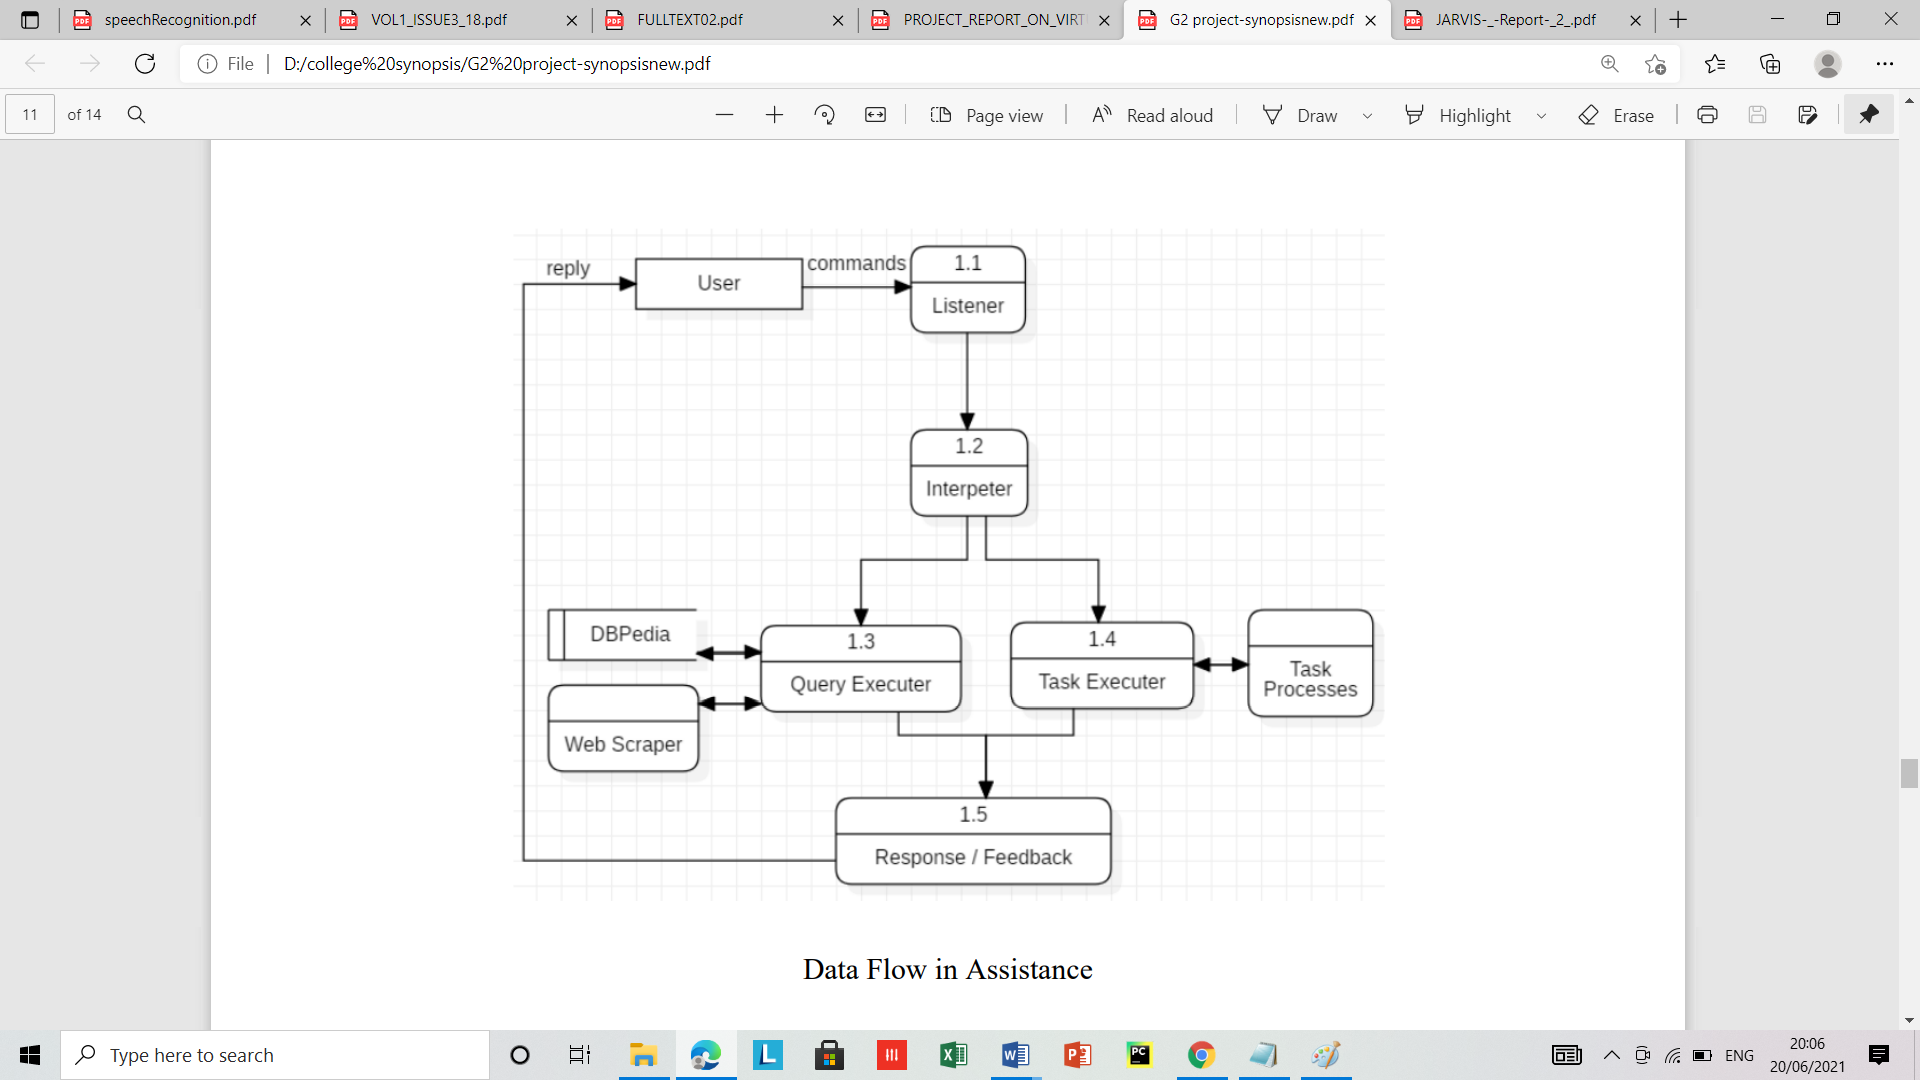 speechRecognition.pdf
VOL1_ISSUE3_18.pdf
FULLTEXT02.pdf
PROJECT_REPORT_ON_VIRT
G2 project-synopsisnew.pdf
JARVIS-_-Report-_2_.pdf
File
D:/college%20synopsis/G2%20project-synopsisnew.pdf
11
of 14
Page view
Read aloud
Draw
Highlight
Erase
reply
User
commands
1.1
Listener
1.2
Interpeter
DBPedia
1.3
Query Executer
1.4
Task Executer
Task
Processes
Web Scraper
1.5
Response / Feedback
Data Flow in Assistance
Type here to search
ENG
20:06
20/06/2021